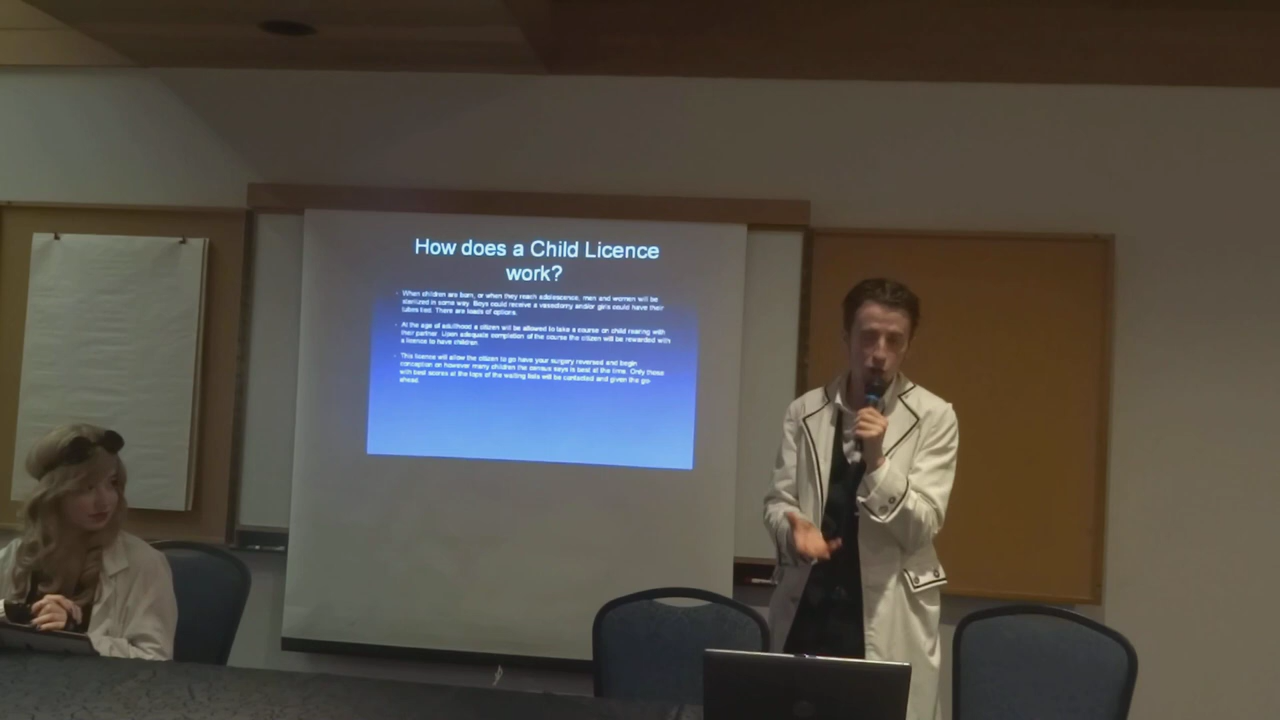 How does a Child Licence
work?
When children are born, or when they reach adolescence, men and women will be
sterilized in some way. Boys could receive a vasectomy and/or girls could have their
tubes tied. There are loads of options.
At the age of adulthood a citizen will be allowed to take a course on child rearing with
their partner. Upon adequate completion of the course the citizen will be rewarded with
a licence to have children.
This licence will allow the citizen to go have your surgery reversed and begin
conception on however many children the census says is best at the time. Only those
with best scores at the tops of the waiting lists will be contacted and given the go-
ahead.